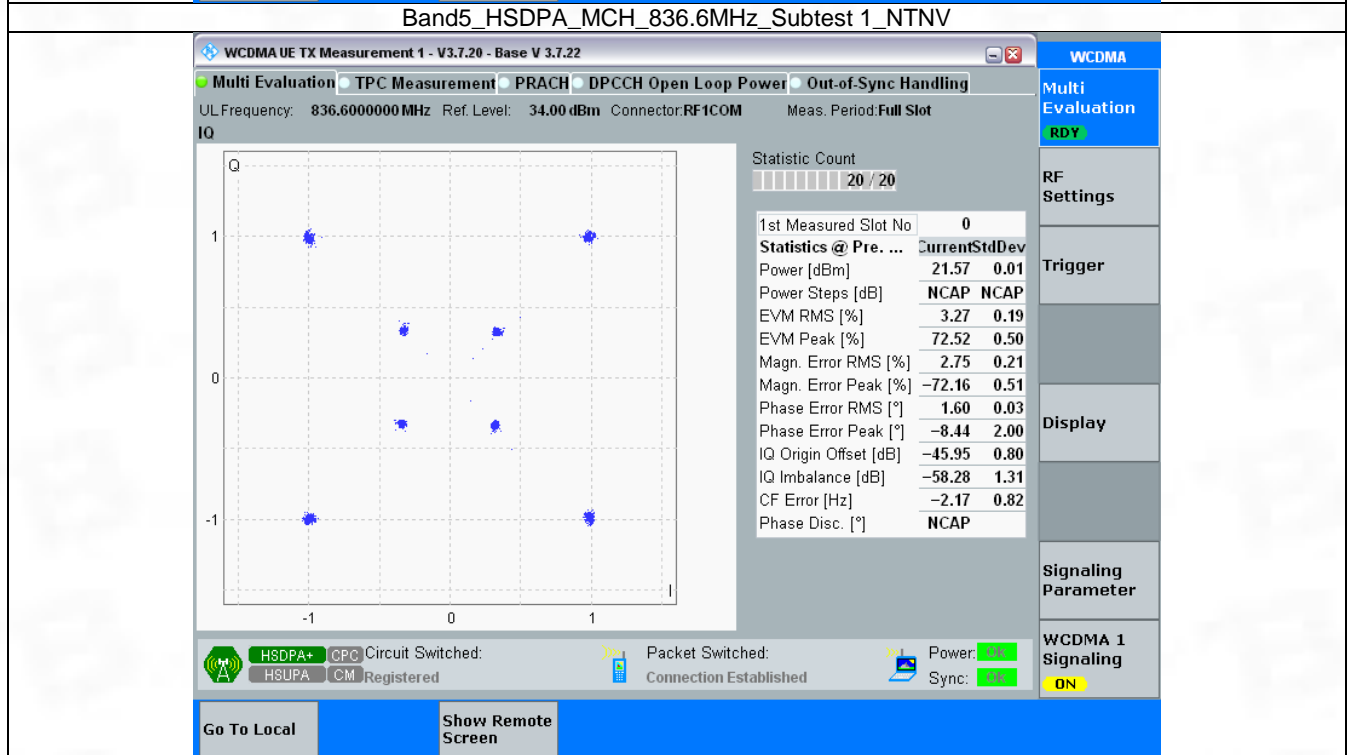 Band5_HSDPA_MCH_836.6MHz_Subtest 1_NTNV
WCDMA UE TX Measurement 1 - V3.7.20 - Base V 3.7.22
WCDMA
Multi Evaluation TPC Measurement PRACH DPCCH Open Loop Power Out-of-Sync Handling
Multi
Evaluation
RDY
UL Frequency: 836.6000000 MHz Ref. Level: 34.00 dBm Connector:RF1COM Meas. Period:Full Slot
IQ
Q
1
0
-1
I
-1 0 1
Statistic Count
20 / 20
1st Measured Slot No 0
Statistics @ Pre. ... Current StdDev
Power [dBm] 21.57 0.01
Power Steps [dB] NCAP NCAP
EVM RMS [%] 3.27 0.19
EVM Peak [%] 72.52 0.50
Magn. Error RMS [%] 2.75 0.21
Magn. Error Peak [%] −72.16 0.51
Phase Error RMS [°] 1.60 0.03
Phase Error Peak [°] −8.44 2.00
IQ Origin Offset [dB] −45.95 0.80
IQ Imbalance [dB] −58.28 1.31
CF Error [Hz] −2.17 0.82
Phase Disc. [°] NCAP
RF
Settings
Trigger
Display
Signaling
Parameter
WCDMA 1
Signaling
ON
HSDPA+ CPC Circuit Switched: Packet Switched: Power: OK
HSUPA CM Registered Connection Established Sync: OK
Go To Local
Show Remote
Screen